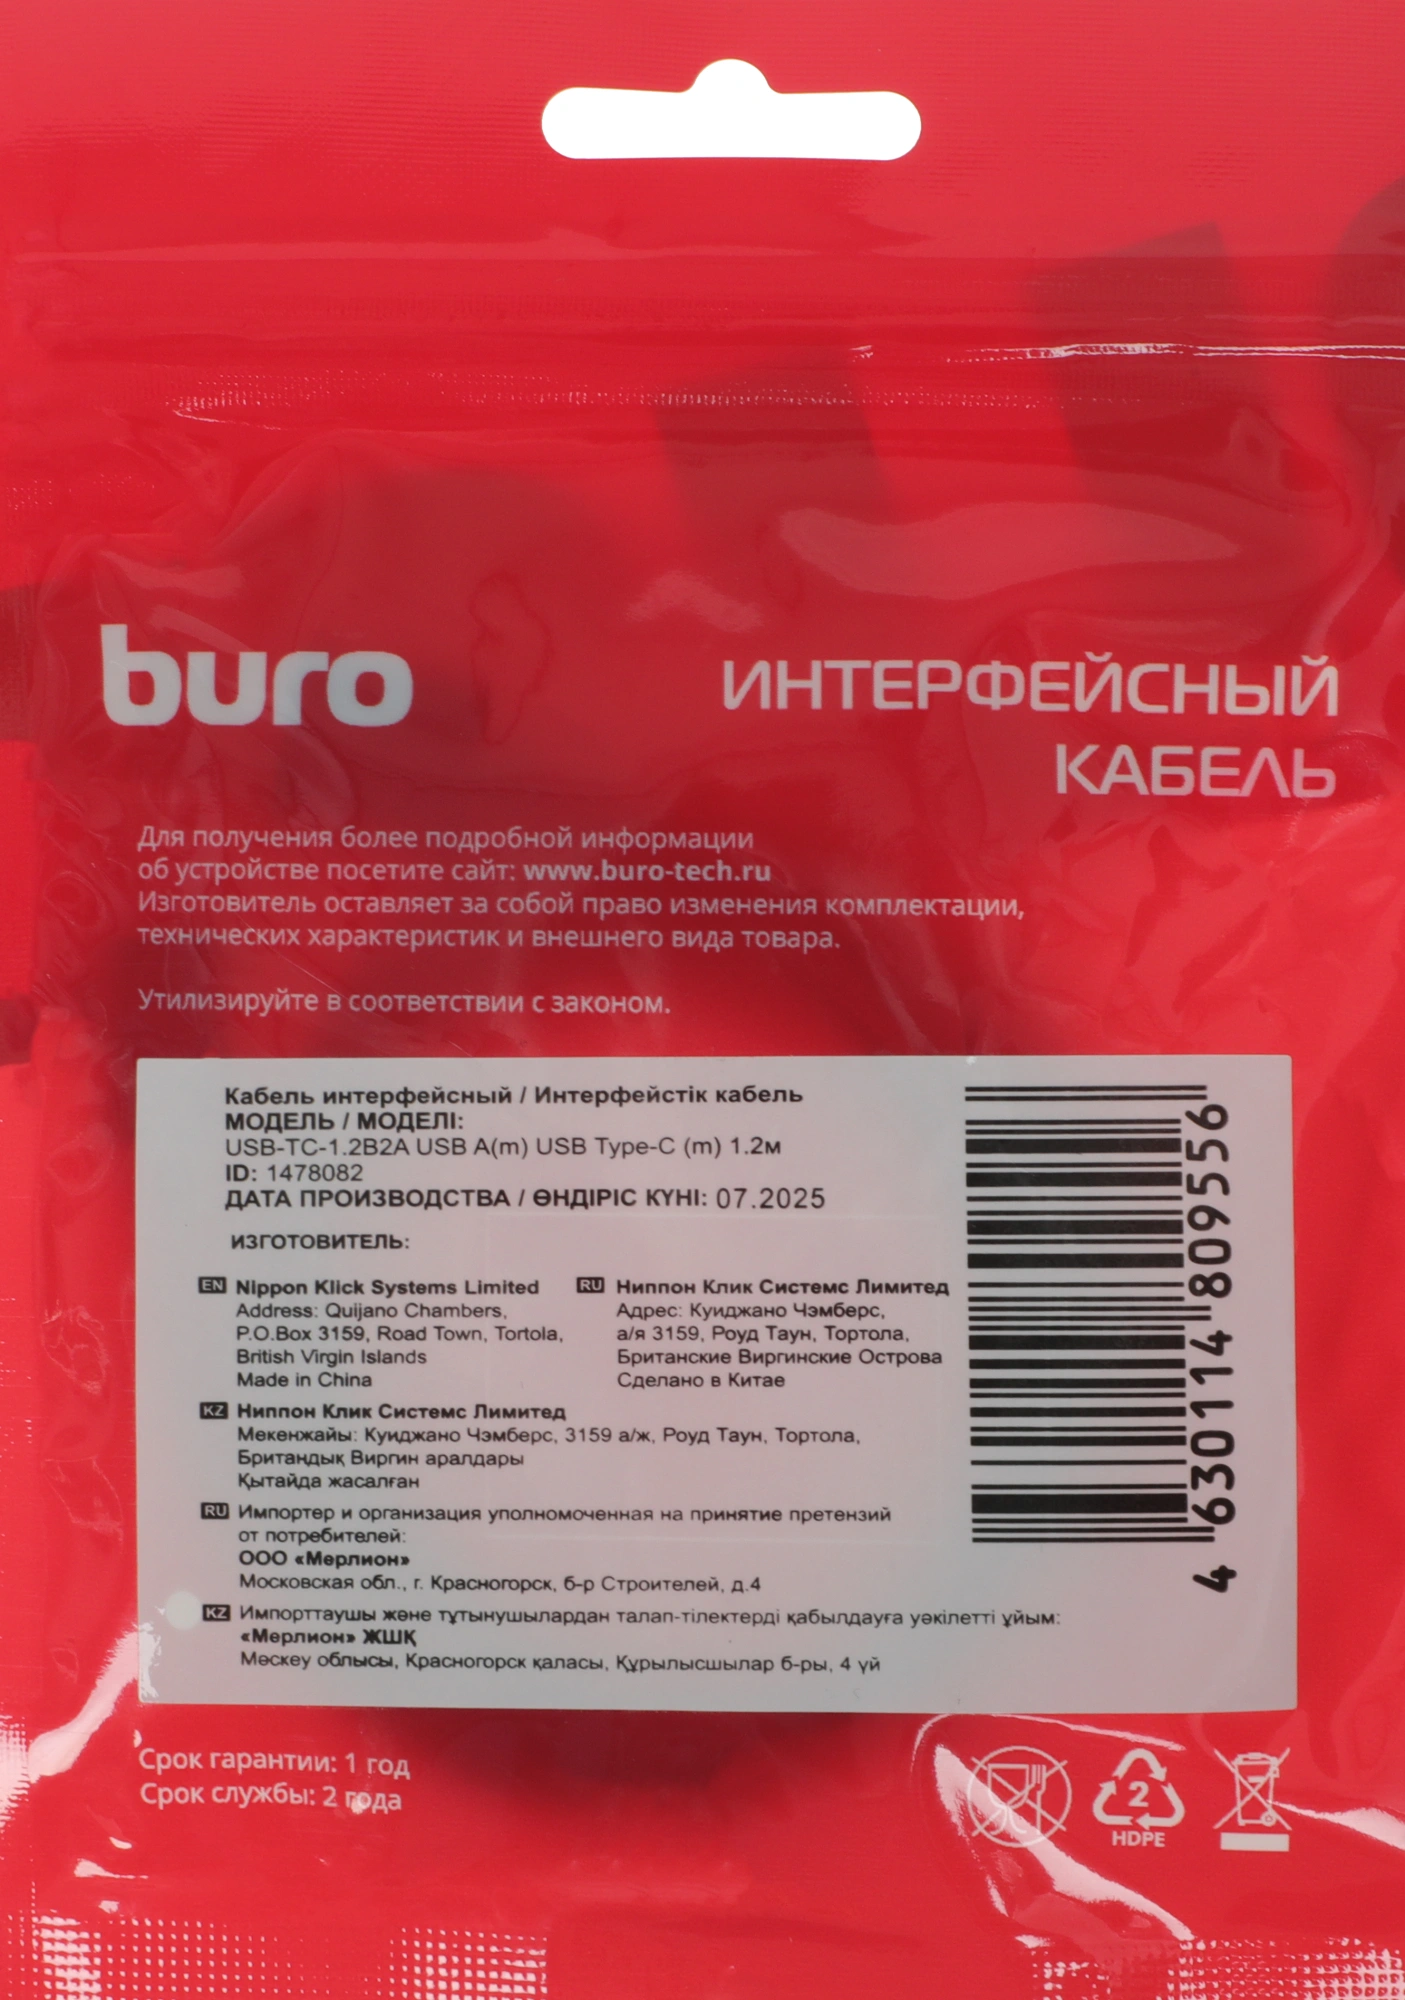 buro
ИНТЕРФЕЙСНЫЙ
КАБЕЛЬ
Для получения более подробной информации
об устройстве посетите сайт: www.buro-tech.ru
Изготовитель оставляет за собой право изменения комплектации,
технических характеристик и внешнего вида товара.
Утилизируйте в соответствии с законом.
Кабель интерфейсный / Интерфейстік кабель
МОДЕЛЬ / МОДЕЛІ:
USB-TC-1.2B2A USB A(m) USB Type-C (m) 1.2м
ID: 1478082
ДАТА ПРОИЗВОДСТВА / ӨНДІРІС КҮНІ: 07.2025
ИЗГОТОВИТЕЛЬ:
EN Nippon Klick Systems Limited
Address: Quijano Chambers,
P.O.Box 3159, Road Town, Tortola,
British Virgin Islands
Made in China
RU Ниппон Клик Системс Лимитед
Адрес: Куиджано Чэмберс,
а/я 3159, Роуд Таун, Тортола,
Британские Виргинские Острова
Сделано в Китае
KZ Ниппон Клик Системс Лимитед
Мекенжайы: Куиджано Чэмберс, 3159 а/ж, Роуд Таун, Тортола,
Британдық Виргин аралдары
Қытайда жасалған
RU Импортер и организация уполномоченная на принятие претензий
от потребителей:
ООО «Мерлион»
Московская обл., г. Красногорск, б-р Строителей, д.4
KZ Импорттаушы және тұтынушылардан талап-тілектерді қабылдауға уәкілетті ұйым:
«Мерлион» ЖШҚ
Мәскеу облысы, Красногорск қаласы, Құрылысшылар б-ры, 4 үй
4 630114 809556
Срок гарантии: 1 год
Срок службы: 2 года
2
HDPE